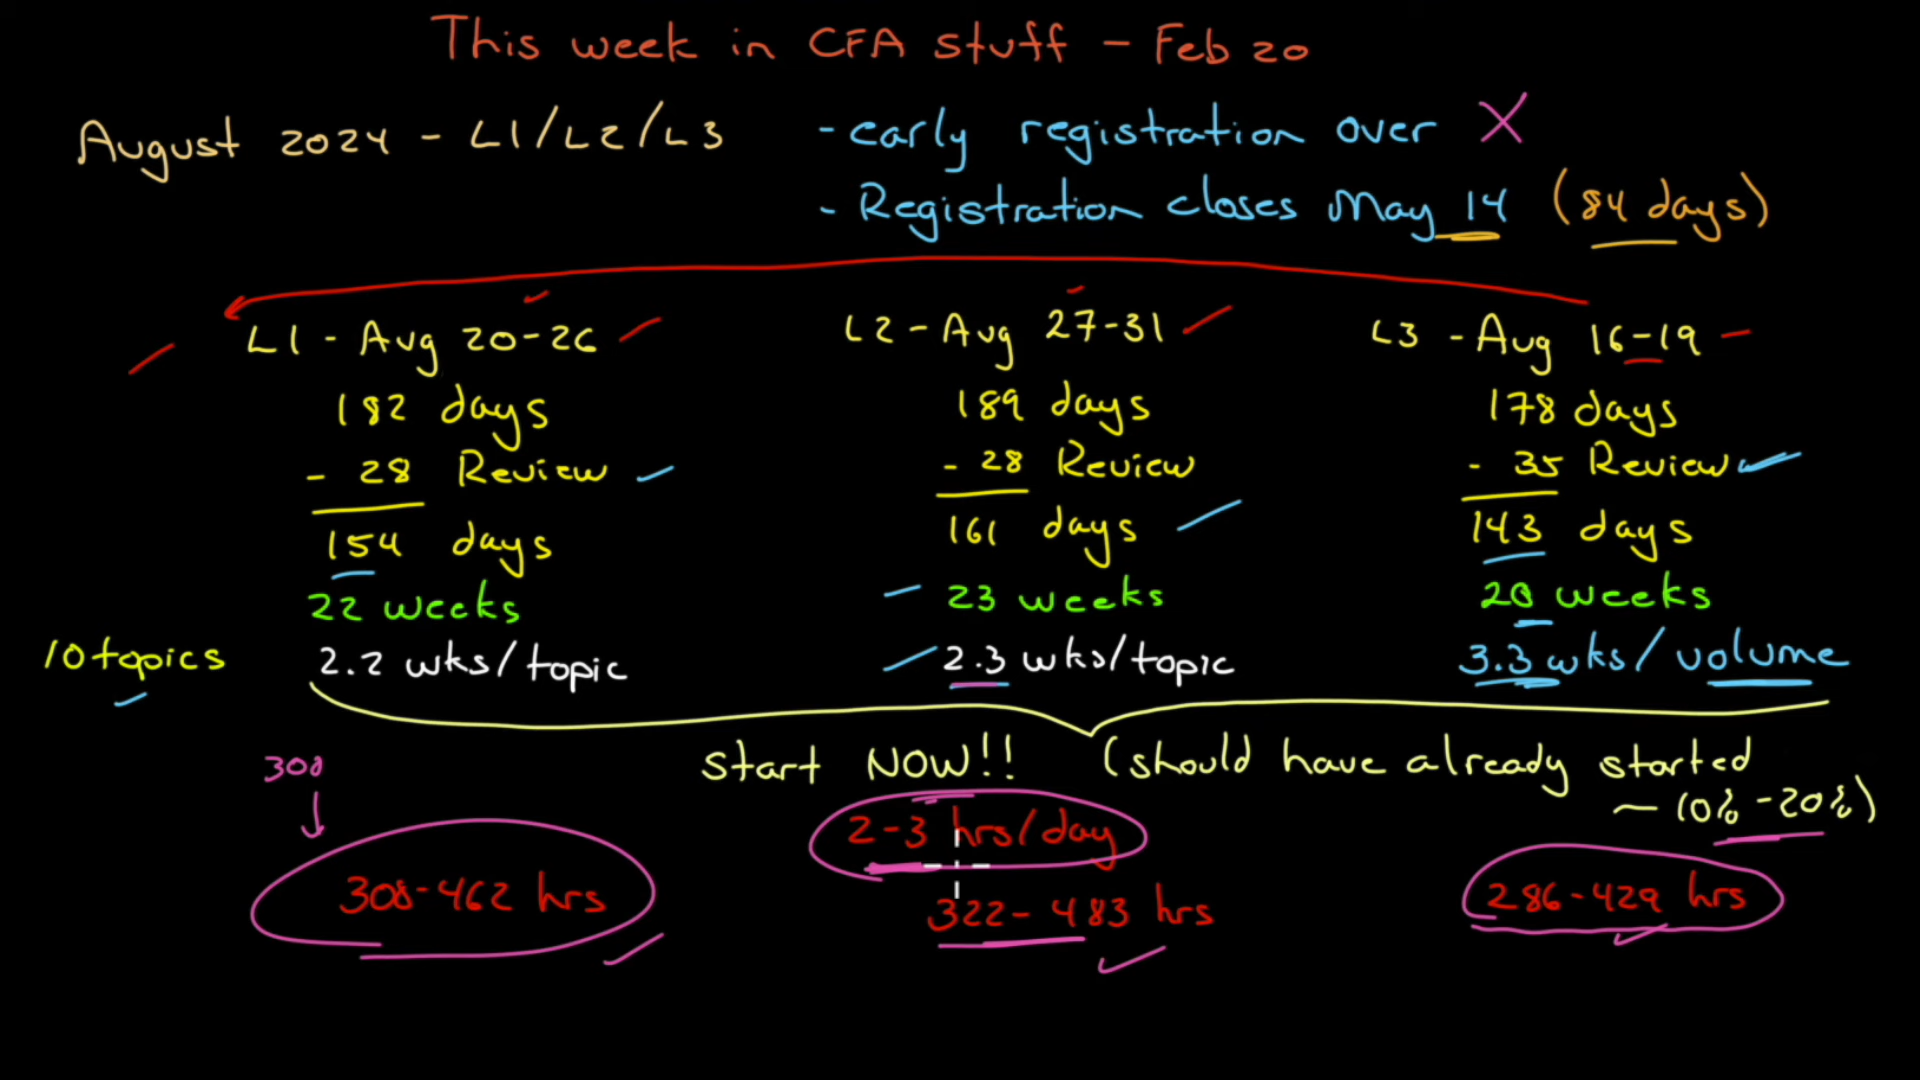 This week in CFA stuff - Feb 20
August 2024 - L1/L2/L3
- early registration over X
- Registration closes May 14 (84 days)
L1 - Aug 20-26
182 days
- 28 Review
154 days
22 weeks
10 topics
2.2 wks/topic
L2 - Aug 27-31
189 days
- 28 Review
161 days
23 weeks
2.3 wks/topic
L3 - Aug 16-19
178 days
- 35 Review
143 days
20 weeks
3.3 wks/volume
start NOW!! (should have already started
~ 10% - 20%)
300
2-3 hrs/day
308-462 hrs
322-483 hrs
286-429 hrs